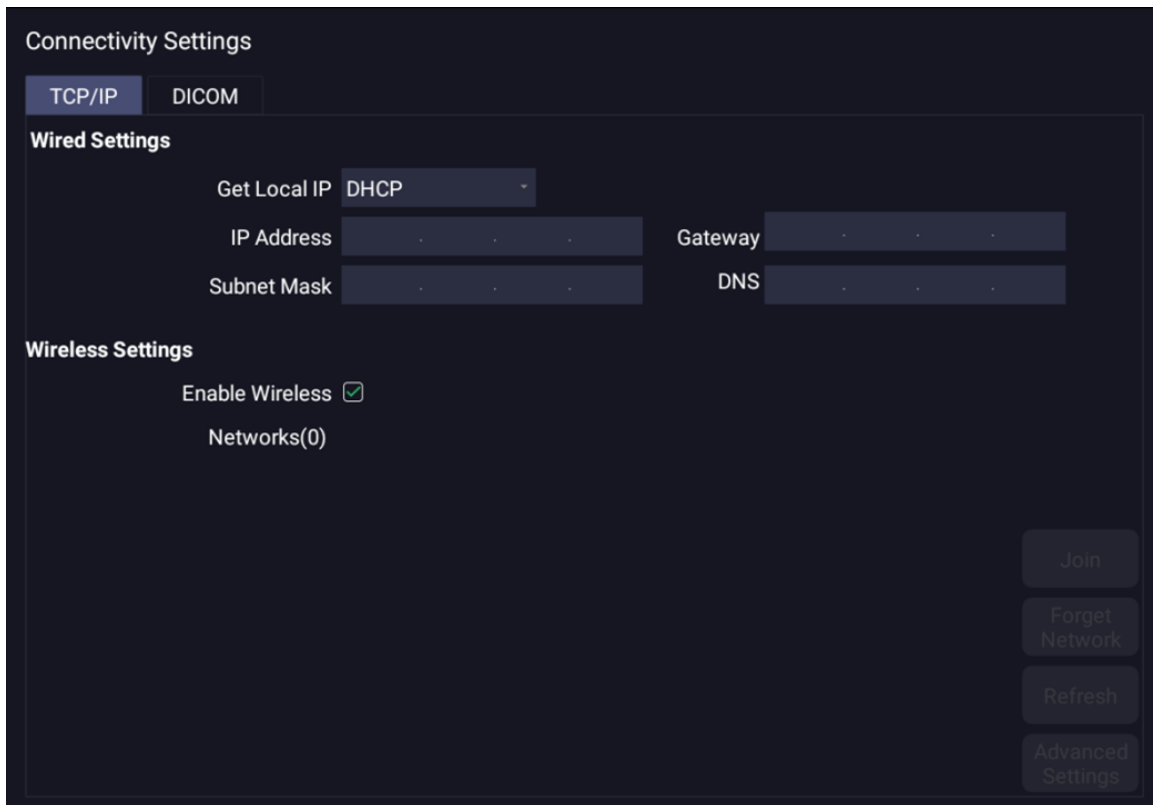 Connectivity Settings
TCP/IP DICOM
Wired Settings
Get Local IP DHCP
IP Address . . . Gateway . . .
Subnet Mask . . . DNS . . .
Wireless Settings
Enable Wireless
Networks(0)
Join
Forget
Network
Refresh
Advanced
Settings